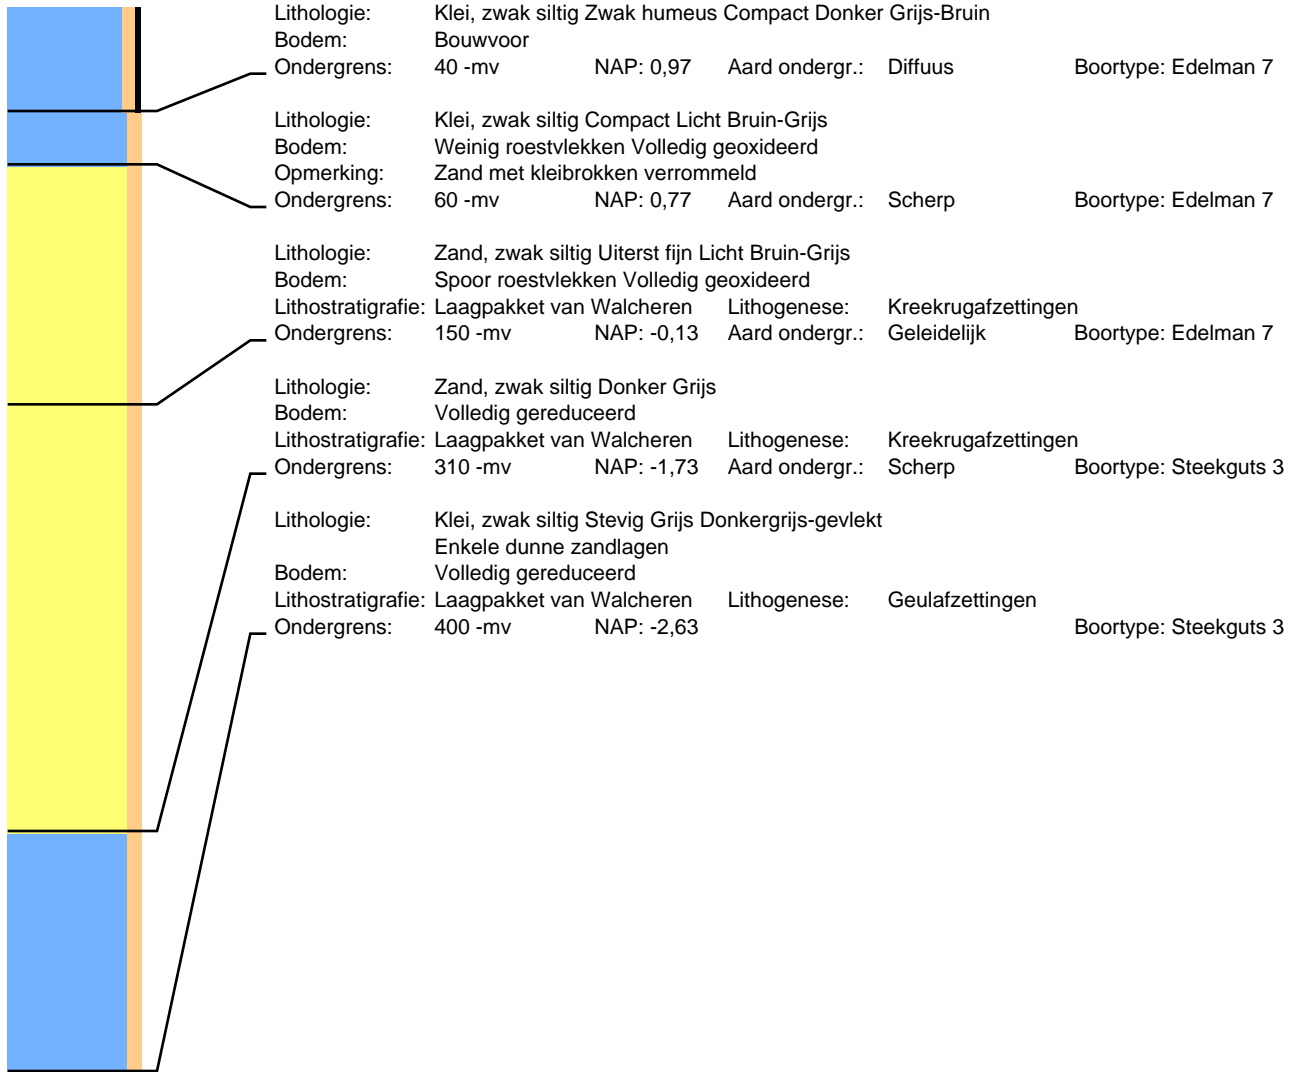 Lithologie: Klei, zwak siltig Zwak humeus Compact Donker Grijs-Bruin
Bodem: Bouwvoor
Ondergrens: 40 -mv NAP: 0,97 Aard ondergr.: Diffuus Boortype: Edelman 7
Lithologie: Klei, zwak siltig Compact Licht Bruin-Grijs
Bodem: Weinig roestvlekken Volledig geoxideerd
Opmerking: Zand met kleibrokken verrommeld
Ondergrens: 60 -mv NAP: 0,77 Aard ondergr.: Scherp Boortype: Edelman 7
Lithologie: Zand, zwak siltig Uiterst fijn Licht Bruin-Grijs
Bodem: Spoor roestvlekken Volledig geoxideerd
Lithostratigrafie: Laagpakket van Walcheren Lithogenese: Kreekrugafzettingen
Ondergrens: 150 -mv NAP: -0,13 Aard ondergr.: Geleidelijk Boortype: Edelman 7
Lithologie: Zand, zwak siltig Donker Grijs
Bodem: Volledig gereduceerd
Lithostratigrafie: Laagpakket van Walcheren Lithogenese: Kreekrugafzettingen
Ondergrens: 310 -mv NAP: -1,73 Aard ondergr.: Scherp Boortype: Steekguts 3
Lithologie: Klei, zwak siltig Stevig Grijs Donkergrijs-gevlekt
Enkele dunne zandlagen
Bodem: Volledig gereduceerd
Lithostratigrafie: Laagpakket van Walcheren Lithogenese: Geulafzettingen
Ondergrens: 400 -mv NAP: -2,63 Boortype: Steekguts 3